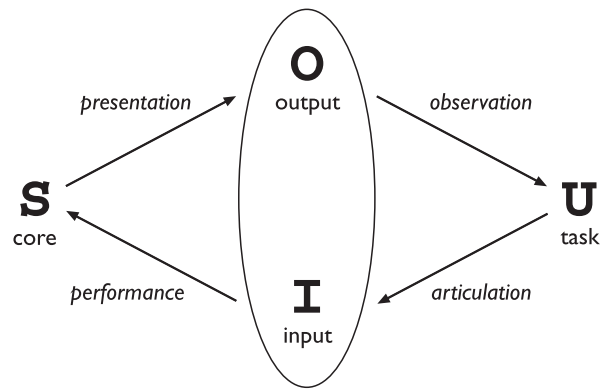 O
output
presentation
observation
S
core
U
task
performance
I
input
articulation